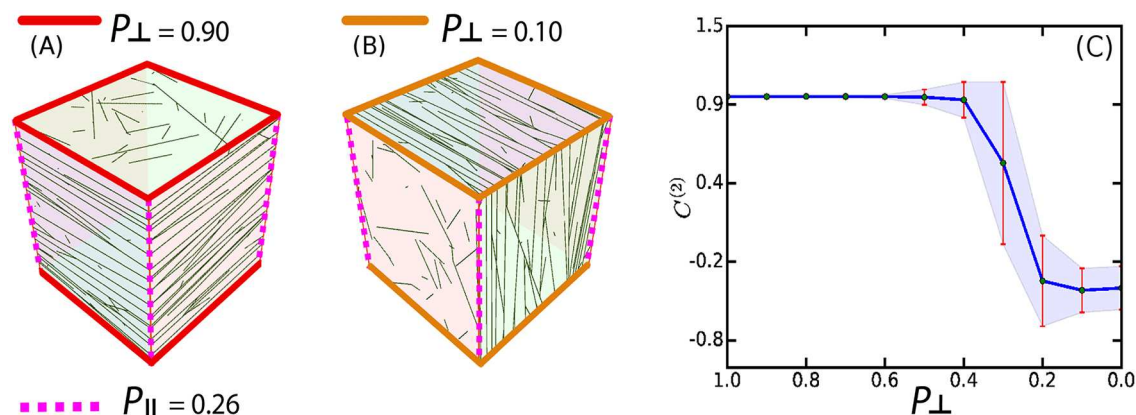 (A) P⊥ = 0.90
(B) P⊥ = 0.10
P|| = 0.26
(C)
C(2)
1.5
0.9
0.4
-0.2
-0.8
1.0 0.8 0.6 0.4 0.2 0.0
P⊥